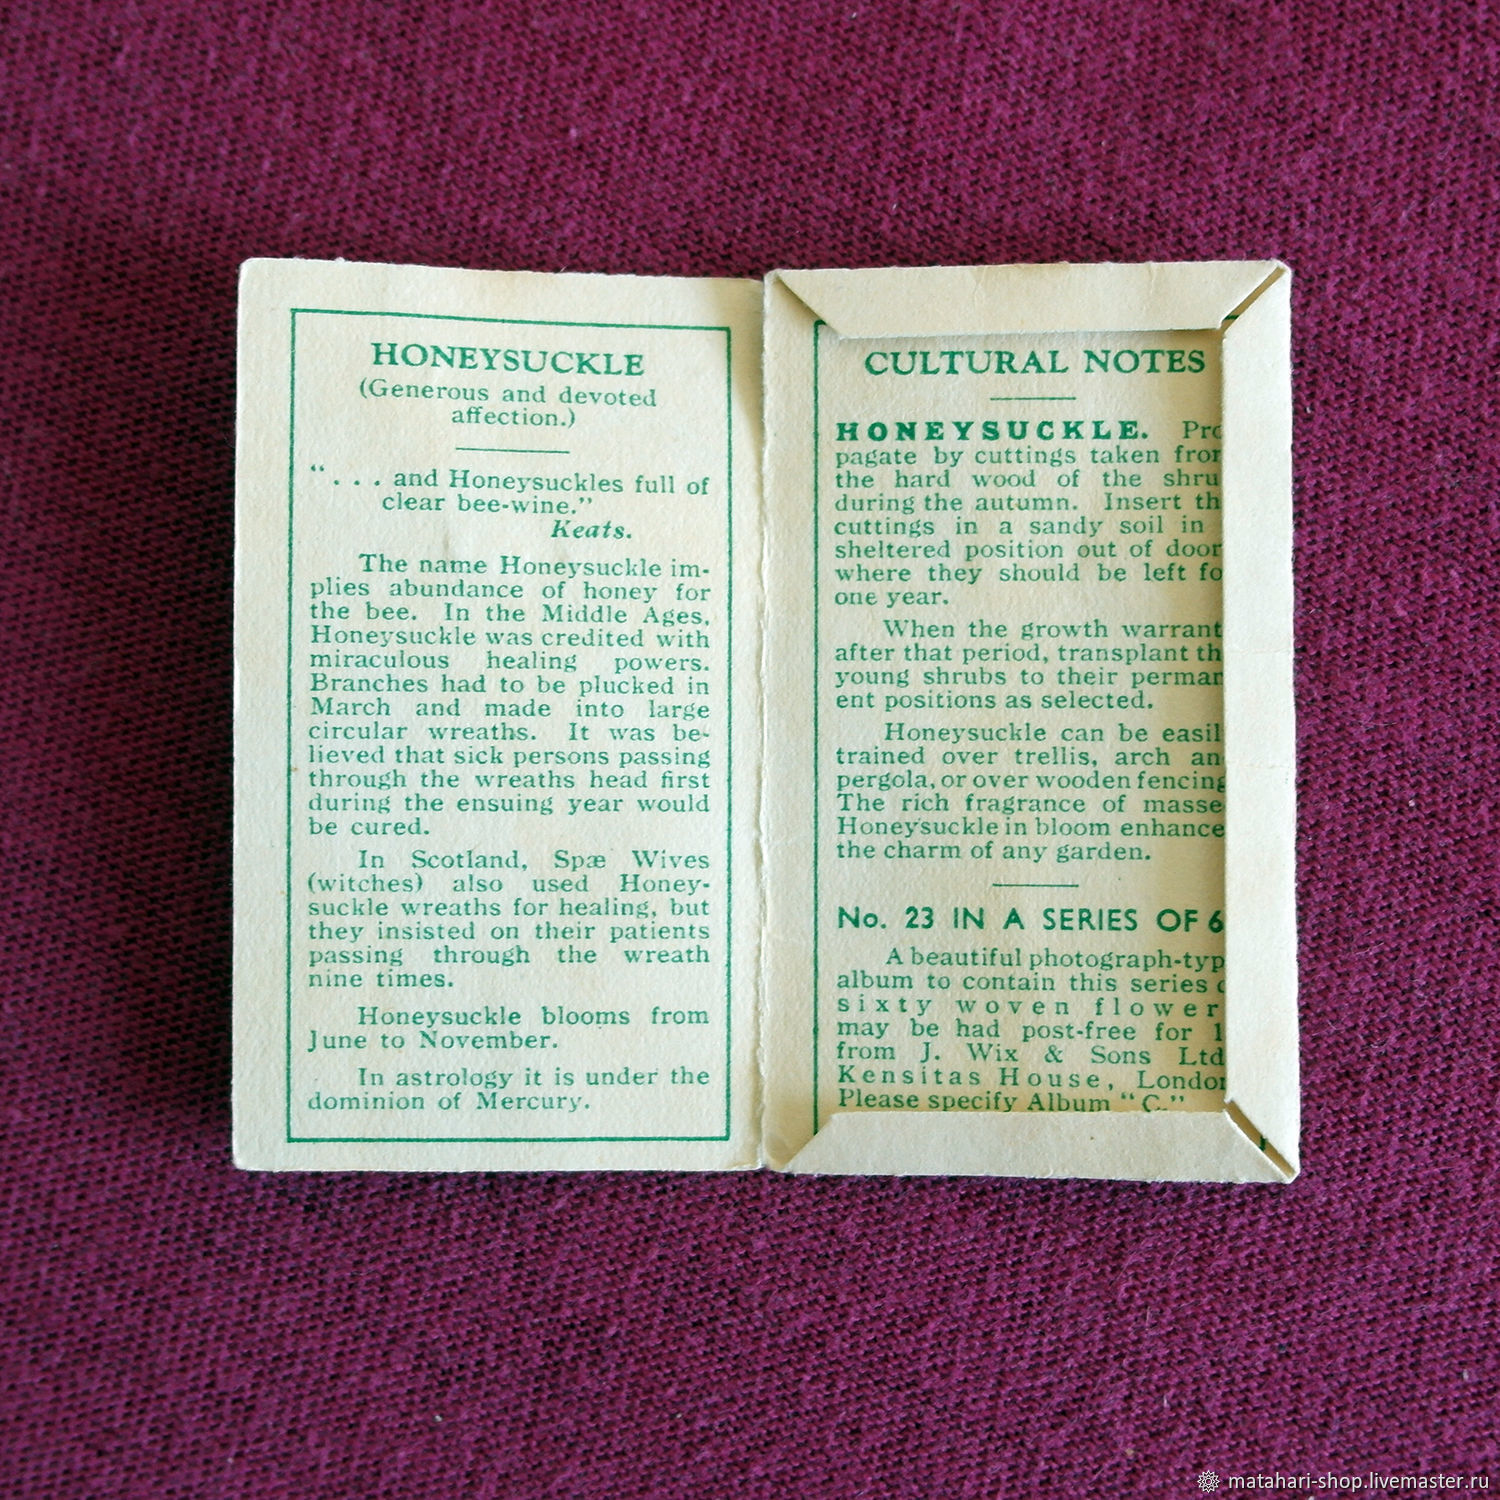 HONEYSUCKLE
(Generous and devoted
affection.)
“. . . and Honeysuckles full of
clear bee-wine.”
Keats.
The name Honeysuckle im-
plies abundance of honey for
the bee. In the Middle Ages,
Honeysuckle was credited with
miraculous healing powers.
Branches had to be plucked in
March and made into large
circular wreaths. It was be-
lieved that sick persons passing
through the wreaths head first
during the ensuing year would
be cured.
In Scotland, Spæ Wives
(witches) also used Honey-
suckle wreaths for healing, but
they insisted on their patients
passing through the wreath
nine times.
Honeysuckle blooms from
June to November.
In astrology it is under the
dominion of Mercury.
CULTURAL NOTES
HONEYSUCKLE. Pro
pagate by cuttings taken from
the hard wood of the shru
during the autumn. Insert th
cuttings in a sandy soil in
sheltered position out of door
where they should be left fo
one year.
When the growth warrant
after that period, transplant th
young shrubs to their perman
ent positions as selected.
Honeysuckle can be easil
trained over trellis, arch an
pergola, or over wooden fencing
The rich fragrance of masse
Honeysuckle in bloom enhance
the charm of any garden.
No. 23 IN A SERIES OF 6
A beautiful photograph-typ
album to contain this series
sixty woven flower
may be had post-free for 1
from J. Wix & Sons Ltd
Kensitas House, London
Please specify Album “C.”
matahari-shop.livemaster.ru